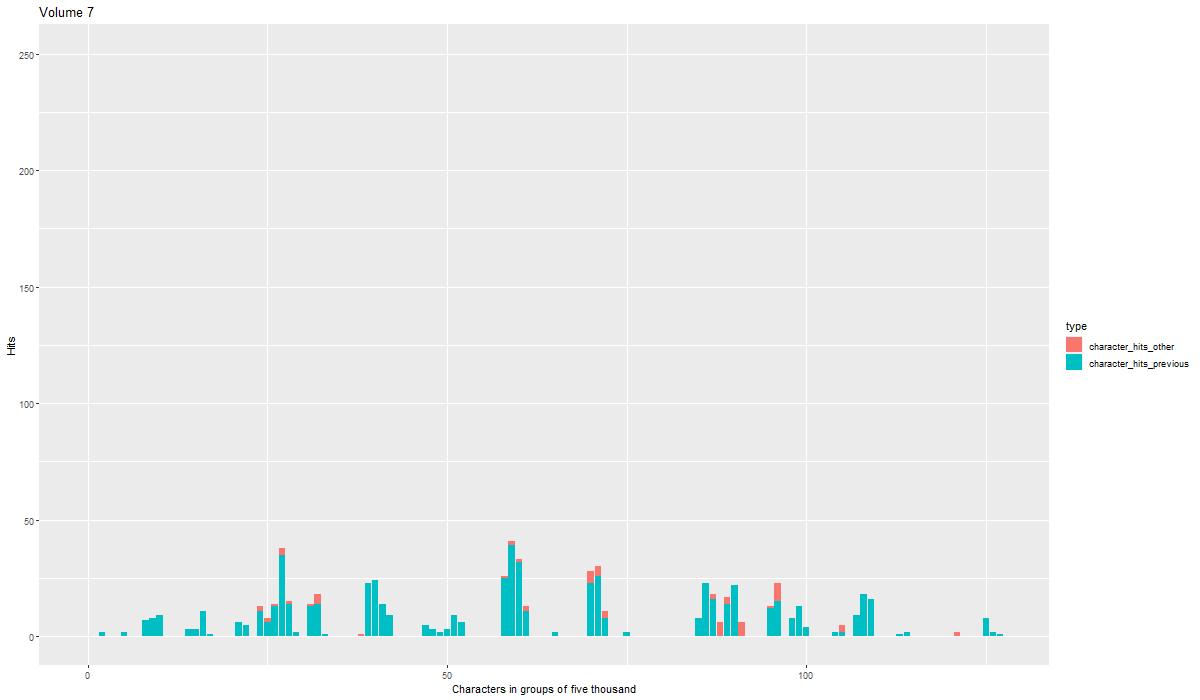 Volume 7
250
200
150
100
50
0
Hits
0
50
100
Characters in groups of five thousand
type
character_hits_other
character_hits_previous